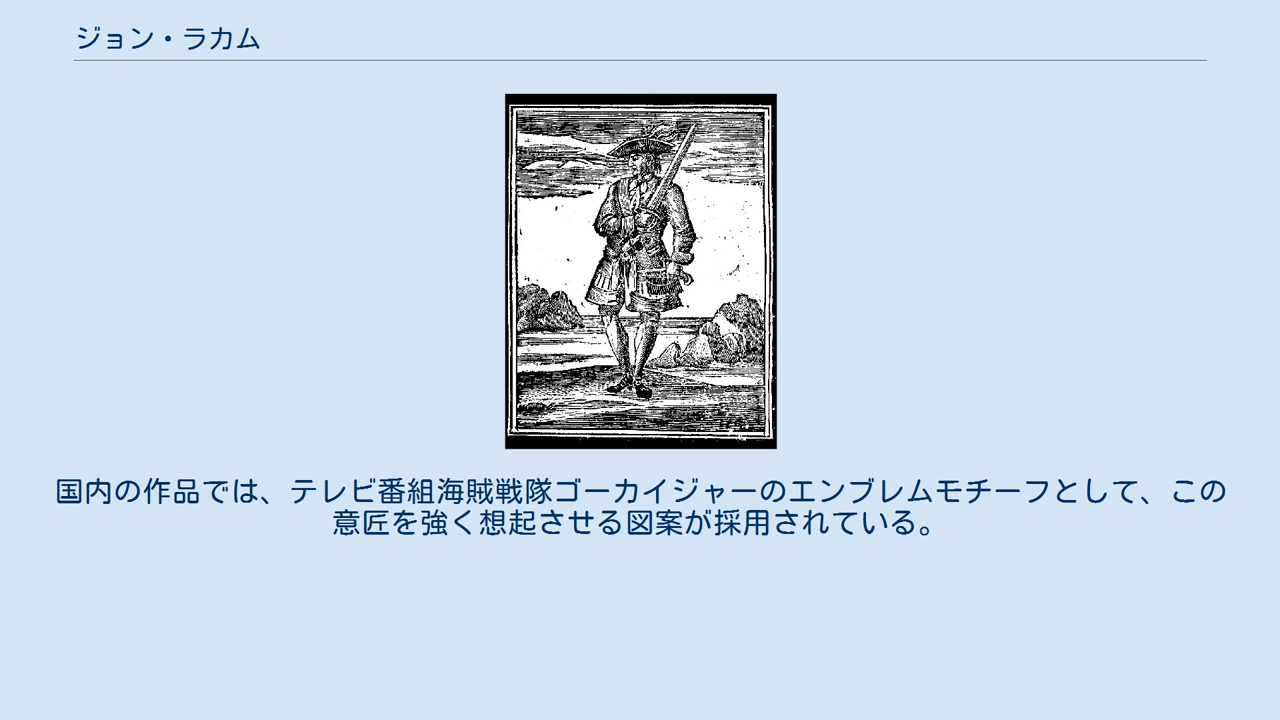 ジョン・ラカム
国内の作品では、テレビ番組海賊戦隊ゴーカイジャーのエンブレムモチーフとして、この
意匠を強く想起させる図案が採用されている。